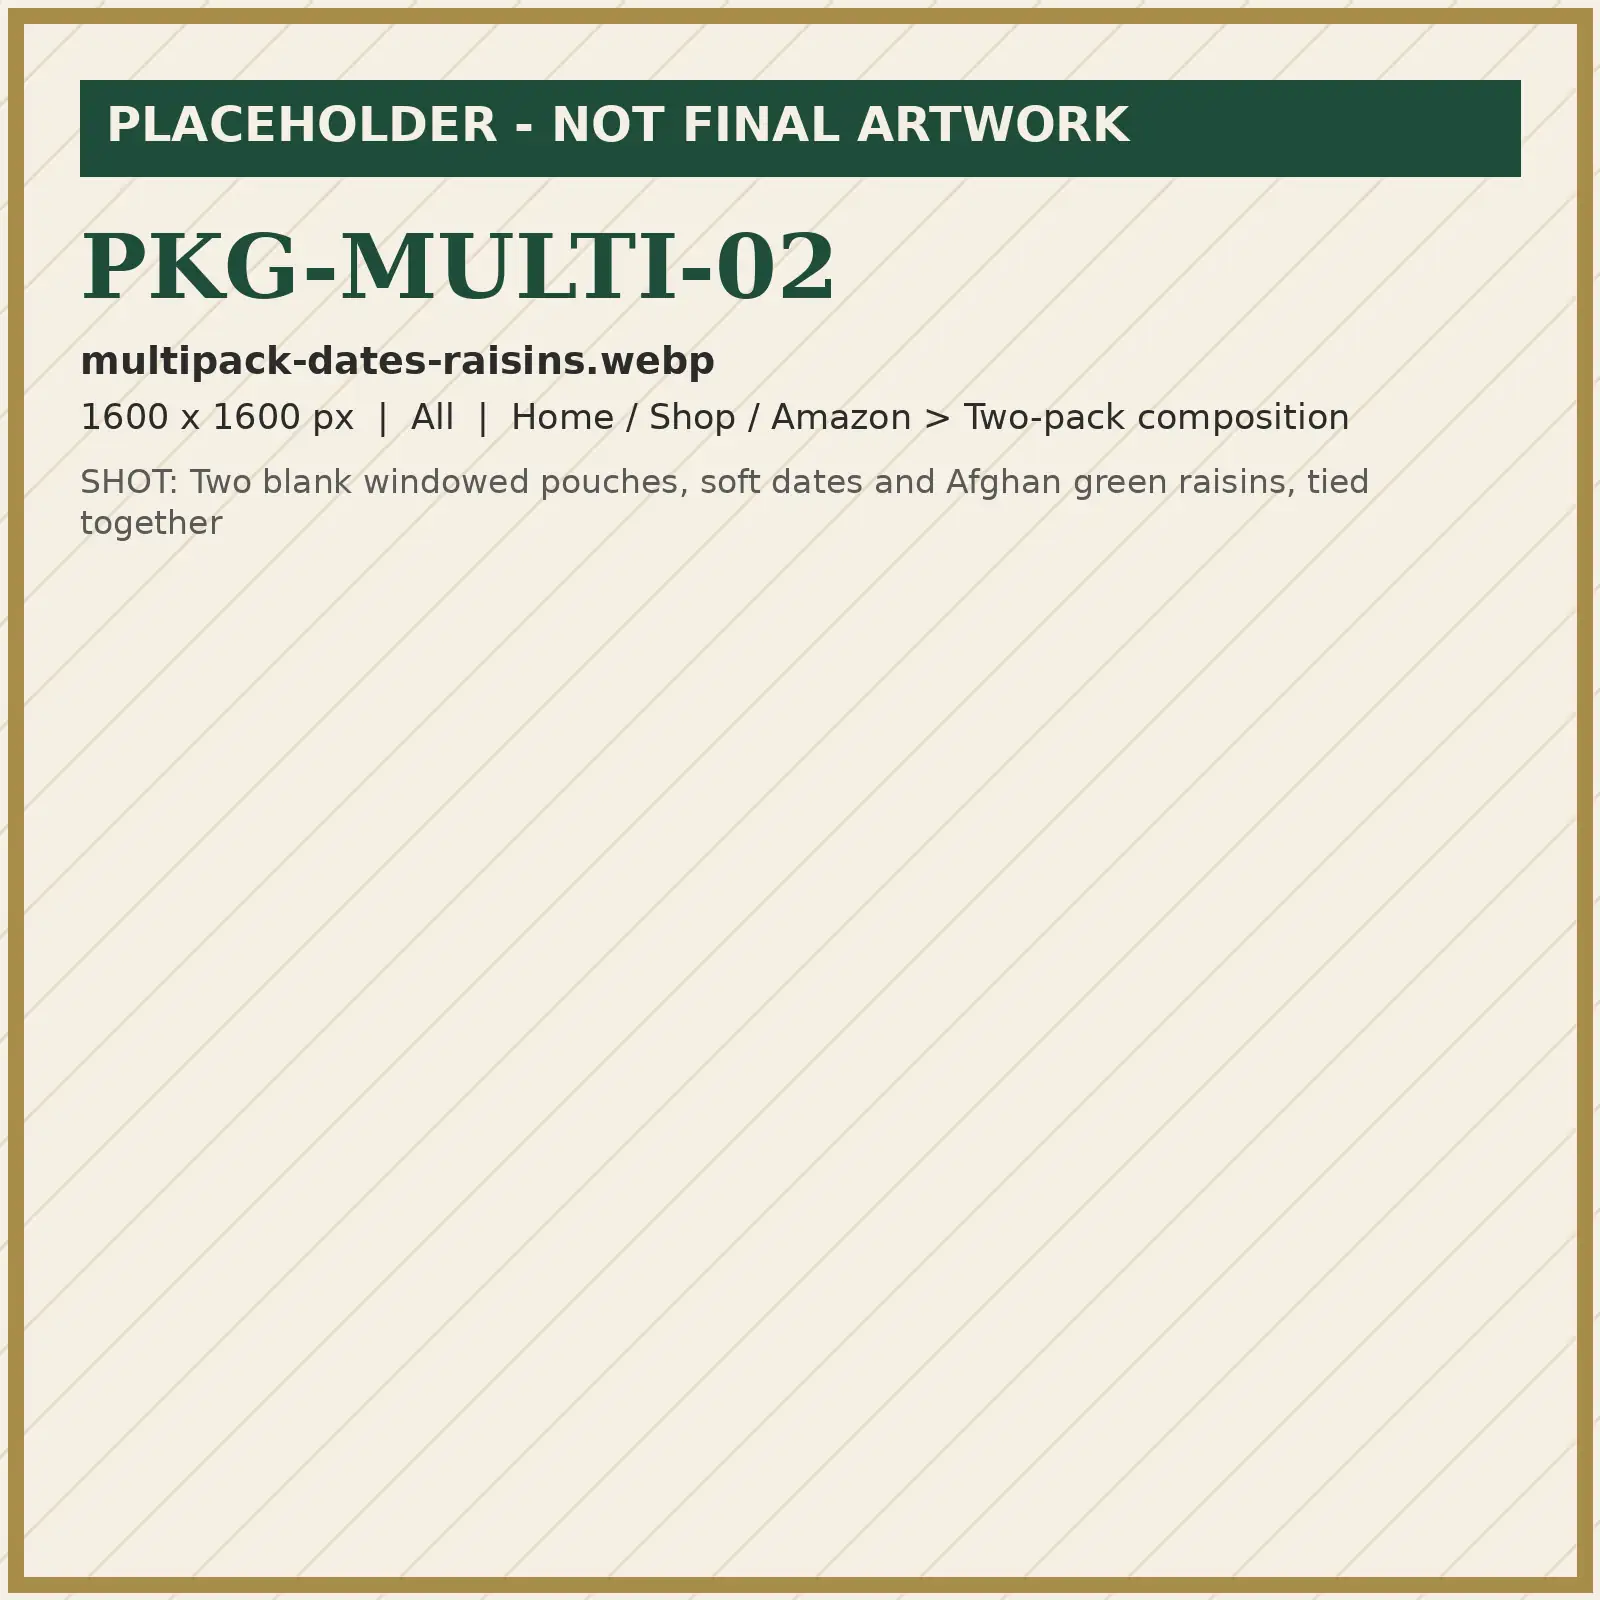 PLACEHOLDER - NOT FINAL ARTWORK
PKG-MULTI-02
multipack-dates-raisins.webp
1600 x 1600 px | All | Home / Shop / Amazon > Two-pack composition
SHOT: Two blank windowed pouches, soft dates and Afghan green raisins, tied
together